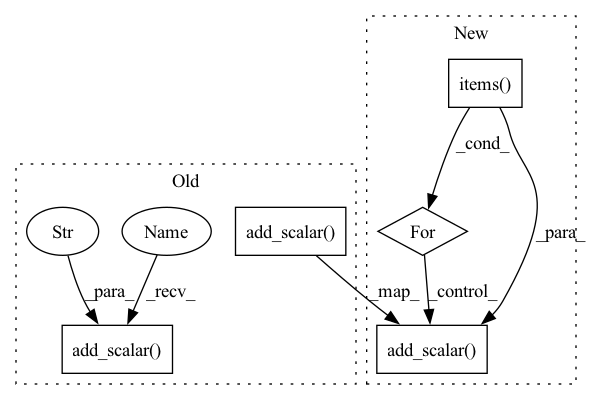 New
items()
_cond_
Old
Str
Name
add_scalar()
For
_para_
_para_
_recv_
_map_
_control_
add_scalar()
add_scalar()